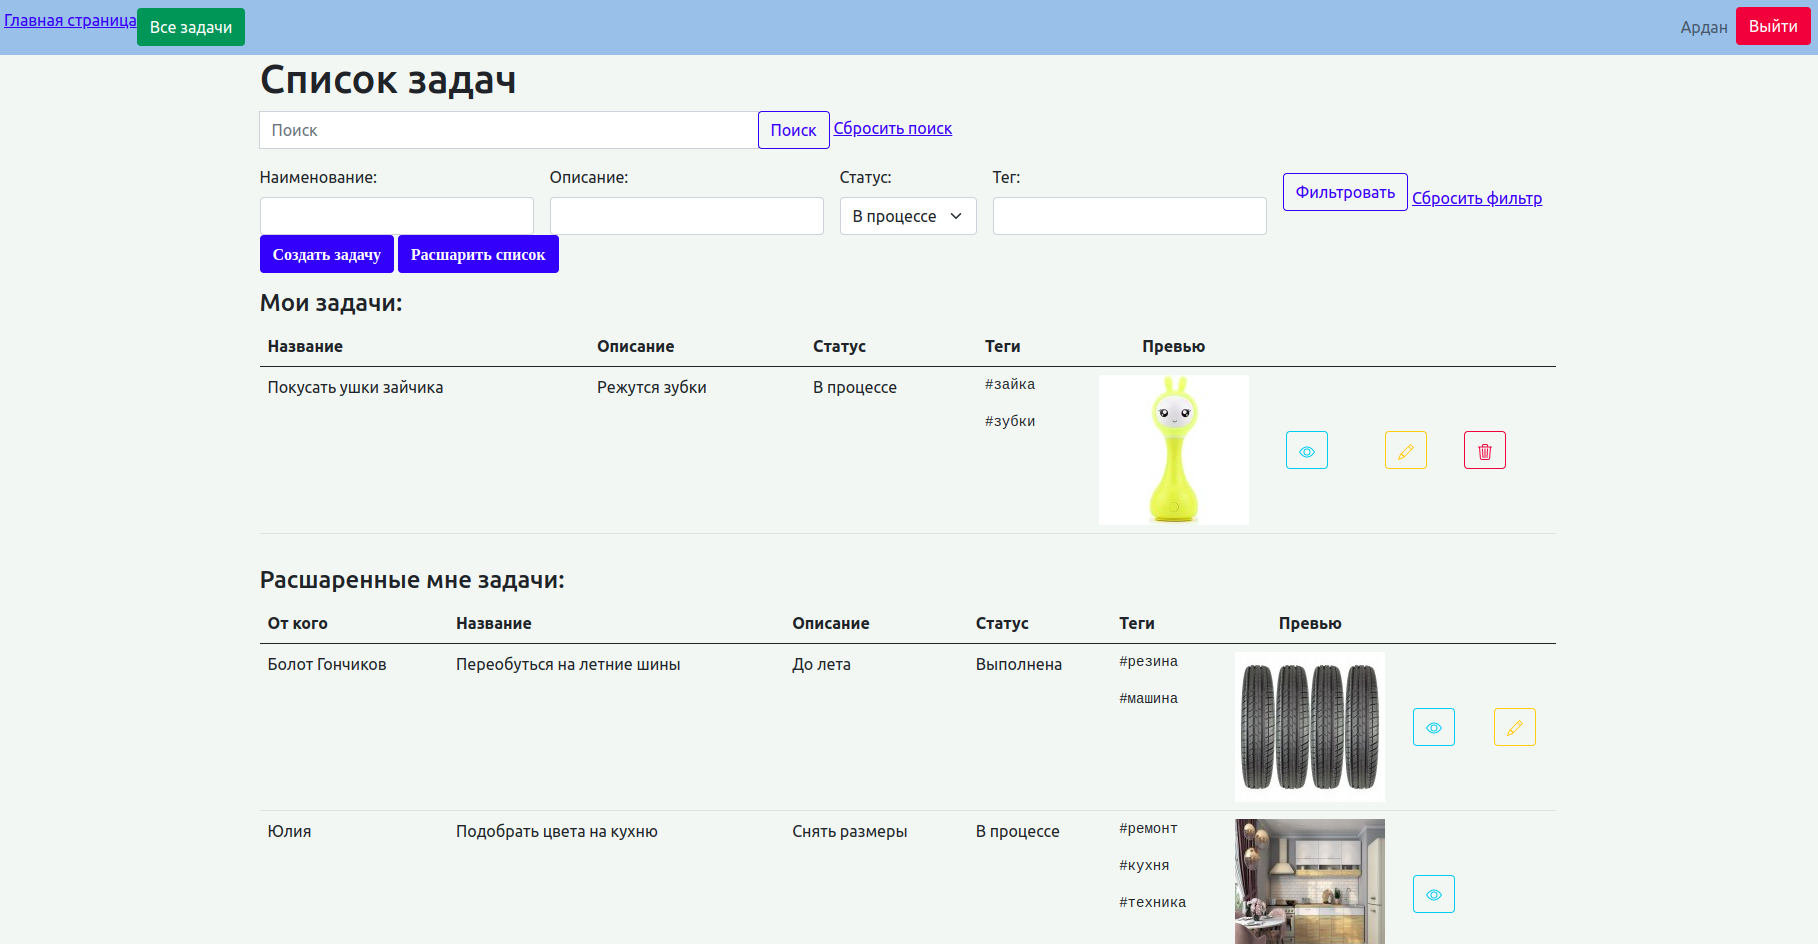 Главная страница Все задачи Ардан Выйти
Список задач
Поиск Поиск Сбросить поиск
Наименование: Описание: Статус: Тег:
В процессе Фильтровать Сбросить фильтр
Создать задачу Расшарить список
Мои задачи:
Название Описание Статус Теги Превью
Покусать ушки зайчика Режутся зубки В процессе #зайка
#зубки
Расшаренные мне задачи:
От кого Название Описание Статус Теги Превью
Болот Гончиков Переобуться на летние шины До лета Выполнена #резина
#машина
Юлия Подобрать цвета на кухню Снять размеры В процессе #ремонт
#кухня
#техника